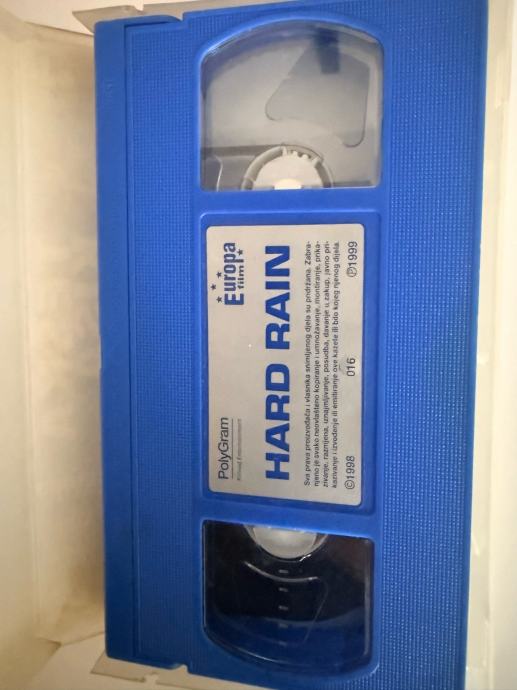 PolyGram
Filmed Entertainment
Europa
film
HARD RAIN
Sva prava proizvođača i vlasnika snimljenog djela su pridržana. Zabra-
njeno je svako neovlašteno kopiranje i umnožavanje, montiranje, prika-
zivanje, razmjena, iznajmljivanje, posudba, davanje u zakup, javno pri-
kazivanje i izvođenje ili emitiranje ove kazete ili bilo kojeg njenog dijela.
©1998 016 ℗1999